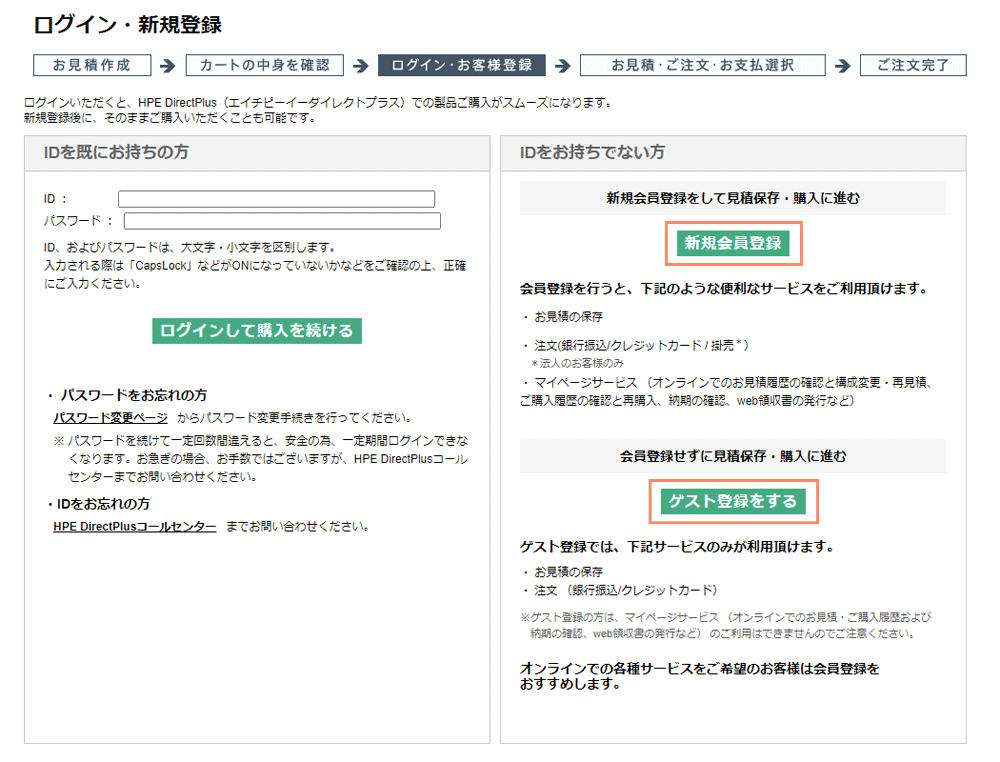 ログイン・新規登録
お見積作成 → カートの中身を確認 → ログイン・お客様登録 → お見積・ご注文・お支払選択 → ご注文完了
ログインいただくと、HPE DirectPlus（エイチピーイーダイレクトプラス）での製品ご購入がスムーズになります。
新規登録後に、そのままご購入いただくことも可能です。
IDを既にお持ちの方
ID ：
パスワード ：
ID、およびパスワードは、大文字・小文字を区別します。
入力される際は「CapsLock」などがONになっていないかなどをご確認の上、正確
にご入力ください。
ログインして購入を続ける
・ パスワードをお忘れの方
パスワード変更ページ からパスワード変更手続きを行ってください。
※ パスワードを続けて一定回数間違えると、安全の為、一定期間ログインできな
くなります。お急ぎの場合、お手数ではございますが、HPE DirectPlusコール
センターまでお問い合わせください。
・IDをお忘れの方
HPE DirectPlusコールセンター までお問い合わせください。
IDをお持ちでない方
新規会員登録をして見積保存・購入に進む
新規会員登録
会員登録を行うと、下記のような便利なサービスをご利用頂けます。
・ お見積の保存
・ 注文(銀行振込/クレジットカード / 掛売＊)
＊法人のお客様のみ
・ マイページサービス （オンラインでのお見積履歴の確認と構成変更・再見積、
ご購入履歴の確認と再購入、納期の確認、web領収書の発行など）
会員登録せずに見積保存・購入に進む
ゲスト登録をする
ゲスト登録では、下記サービスのみが利用頂けます。
・ お見積の保存
・ 注文 （銀行振込/クレジットカード）
※ゲスト登録の方は、マイページサービス （オンラインでのお見積・ご購入履歴および
納期の確認、web領収書の発行など） のご利用はできませんのでご注意ください。
オンラインでの各種サービスをご希望のお客様は会員登録を
おすすめします。